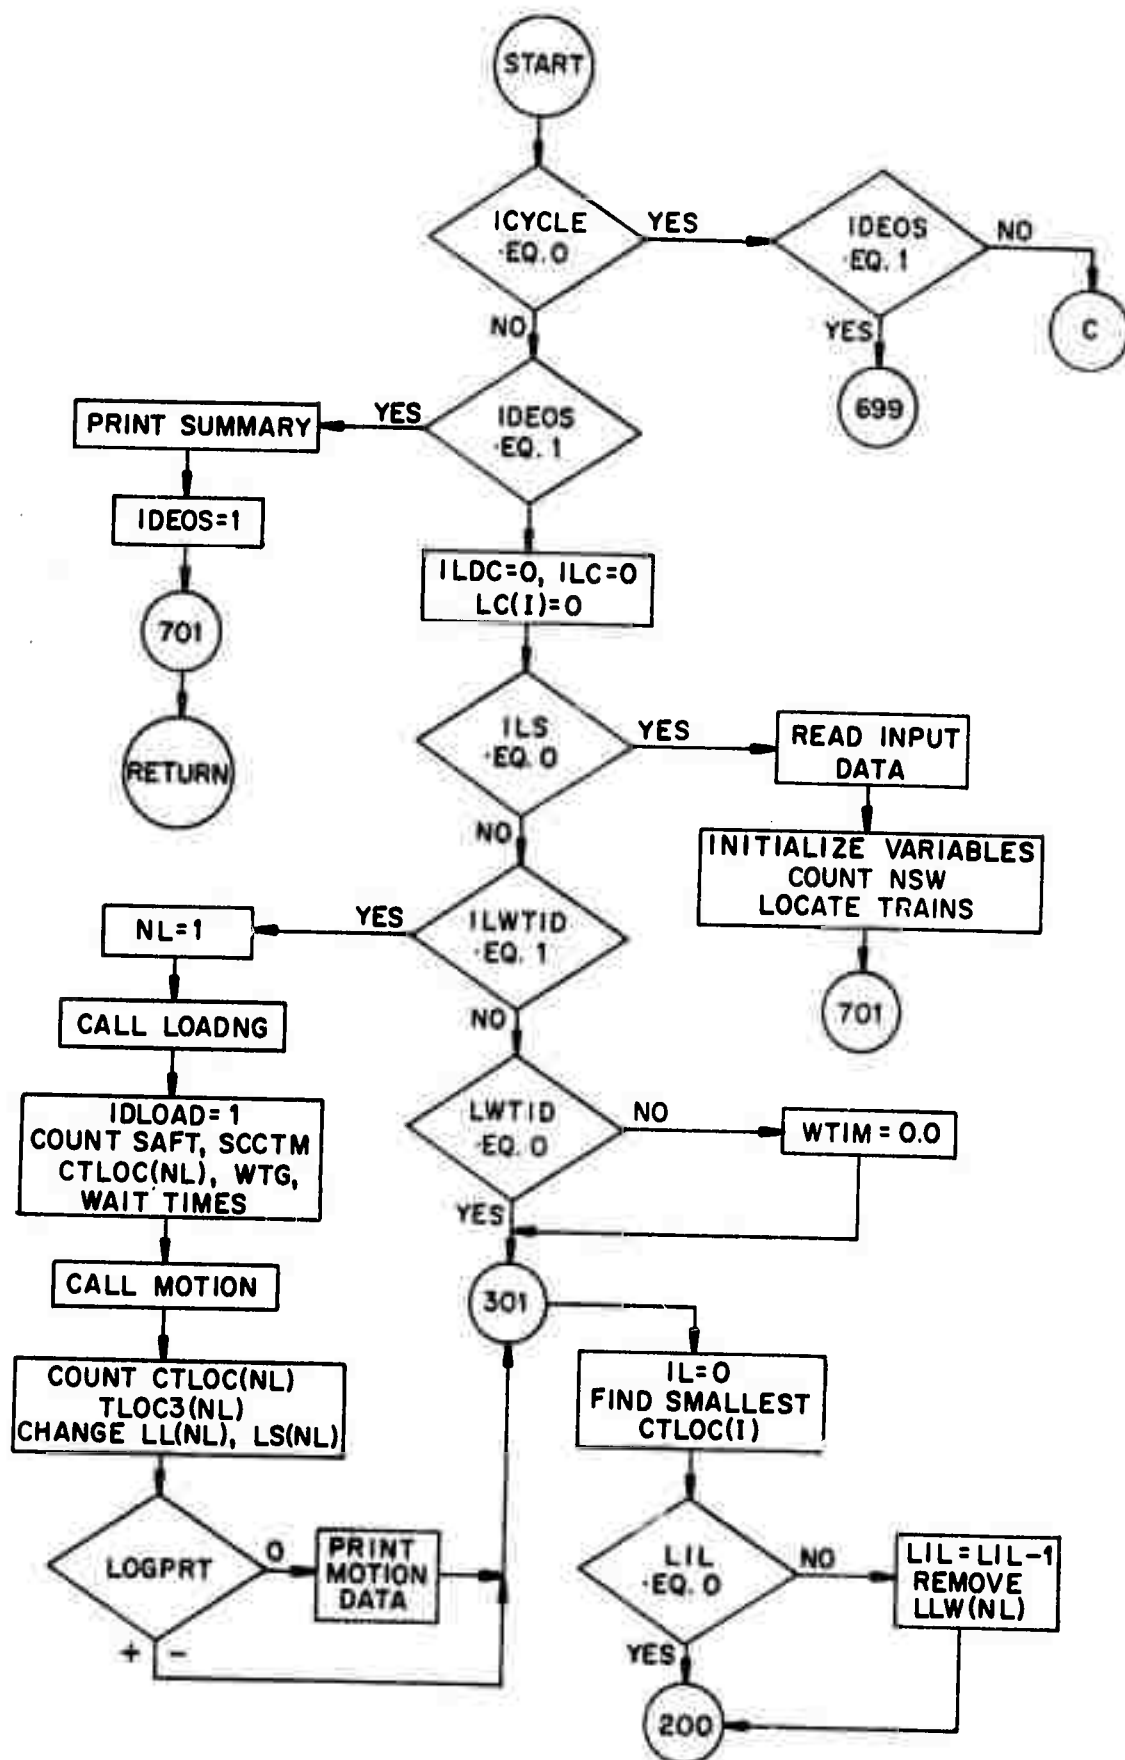 START
ICYCLE
.EQ. 0
YES
IDEOS
.EQ. 1
NO
C
YES
699
NO
IDEOS
.EQ. 1
YES
PRINT SUMMARY
IDEOS=1
701
RETURN
ILDC=0, ILC=0
LC(I)=0
ILS
.EQ. 0
YES
READ INPUT
DATA
INITIALIZE VARIABLES
COUNT NSW
LOCATE TRAINS
701
NO
ILWTID
.EQ. 1
YES
NL=1
CALL LOADNG
IDLOAD=1
COUNT SAFT, SCCTM
CTLOC(NL), WTG,
WAIT TIMES
CALL MOTION
COUNT CTLOC(NL)
TLOC3(NL)
CHANGE LL(NL), LS(NL)
LOGPRT
0
PRINT
MOTION
DATA
+ -
NO
LWTID
.EQ. 0
NO
WTIM = 0.0
YES
301
IL=0
FIND SMALLEST
CTLOC(I)
LIL
.EQ. 0
NO
LIL = LIL-1
REMOVE
LLW(NL)
YES
200